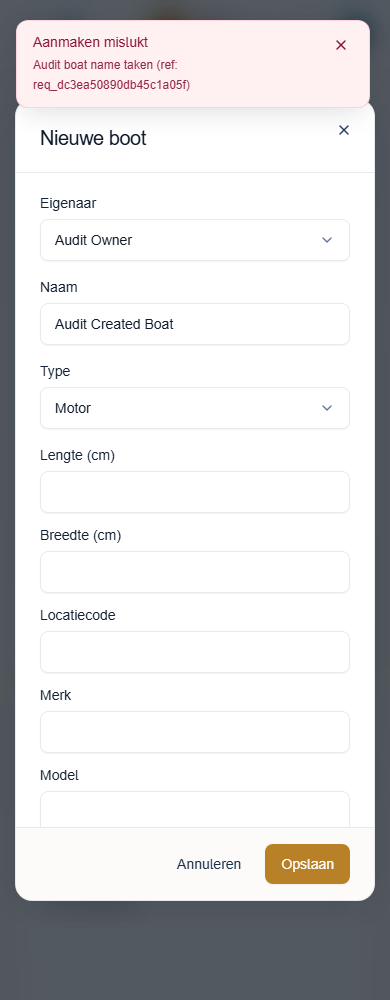 Aanmaken mislukt
Audit boat name taken (ref:
req_dc3ea50890db45c1a05f)
Nieuwe boot
Eigenaar
Audit Owner
Naam
Audit Created Boat
Type
Motor
Lengte (cm)
Breedte (cm)
Locatiecode
Merk
Model
Annuleren
Opslaan